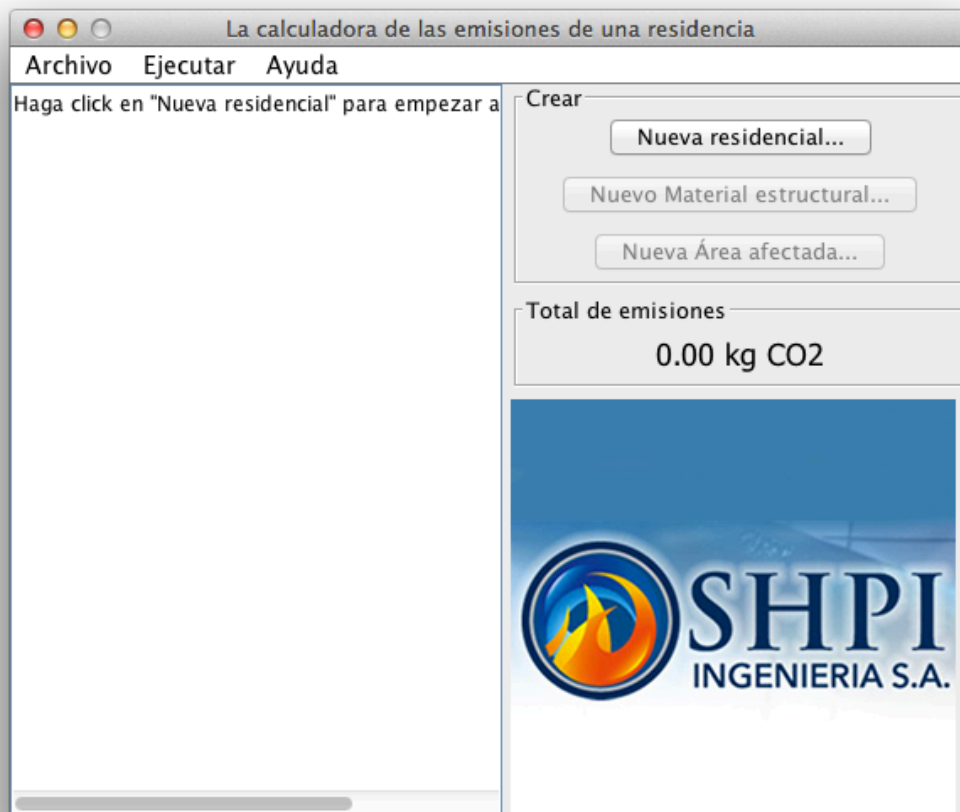 La calculadora de las emisiones de una residencia
Archivo Ejecutar Ayuda
Haga click en "Nueva residencial" para empezar a
Crear
Nueva residencial...
Nuevo Material estructural...
Nueva Área afectada...
Total de emisiones
0.00 kg CO2
SHPI
INGENIERIA S.A.